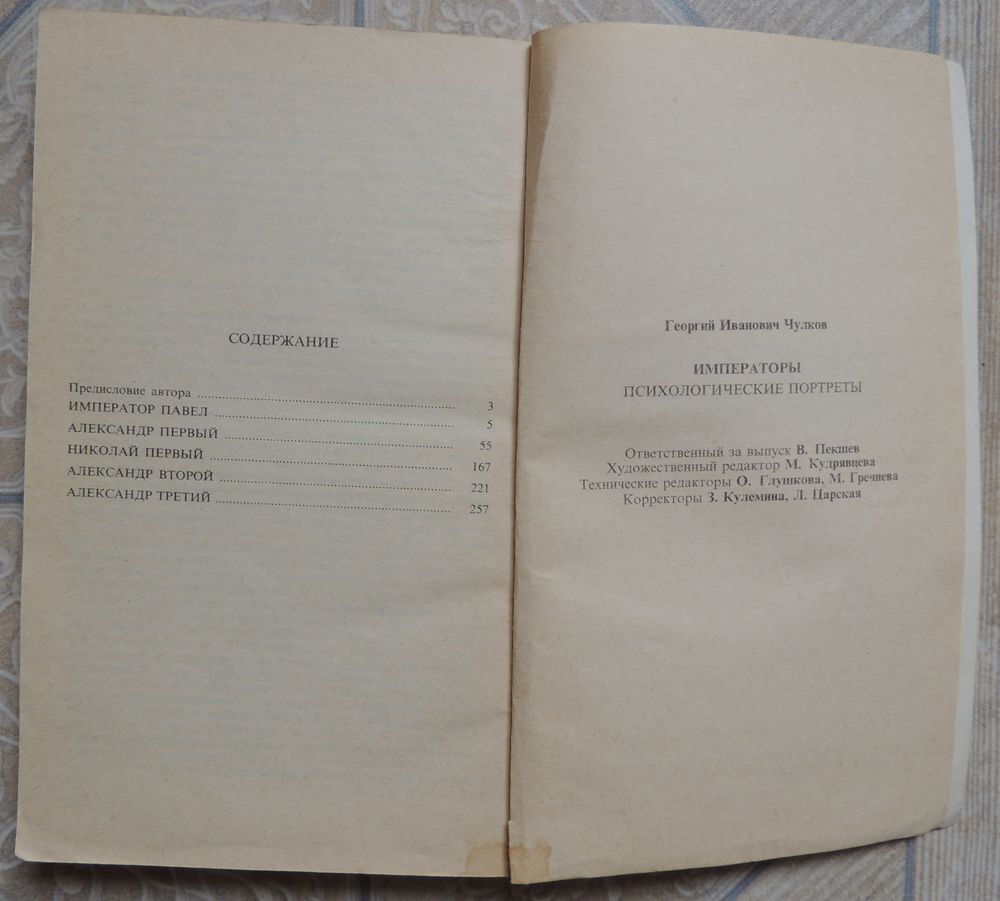 СОДЕРЖАНИЕ
Предисловие автора ........ 3
ИМПЕРАТОР ПАВЕЛ ........ 5
АЛЕКСАНДР ПЕРВЫЙ ........ 55
НИКОЛАЙ ПЕРВЫЙ ........ 167
АЛЕКСАНДР ВТОРОЙ ........ 221
АЛЕКСАНДР ТРЕТИЙ ........ 257
Георгий Иванович Чулков
ИМПЕРАТОРЫ
ПСИХОЛОГИЧЕСКИЕ ПОРТРЕТЫ
Ответственный за выпуск В. Пекшев
Художественный редактор М. Кудрявцева
Технические редакторы О. Глушкова, М. Гречнева
Корректоры З. Кулемина, Л. Царская